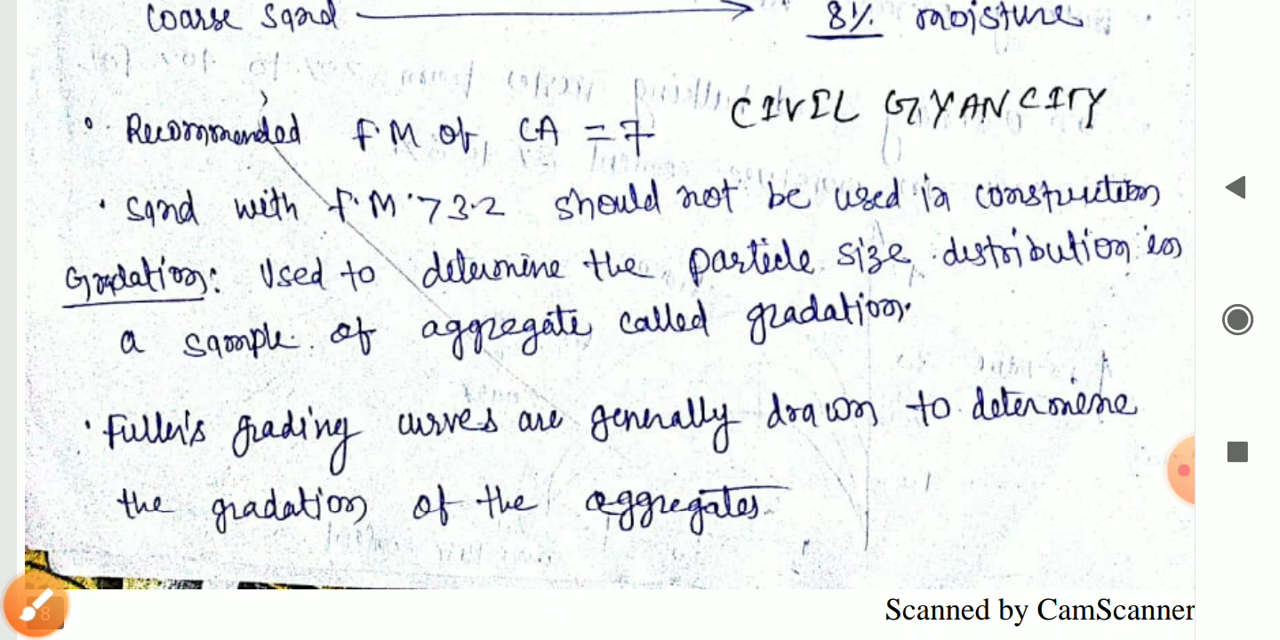 Coarse Sand → 8% moisture
CIVIL GYANCITY
• Recommended F.M of CA = 7
• Sand with F.M. > 3.2 should not be used in construction
Gradation: Used to determine the particle size distribution in
a sample of aggregate called gradation.
• Fuller's grading curves are generally drawn to determine
the gradation of the aggregates.
8
Scanned by CamScanner